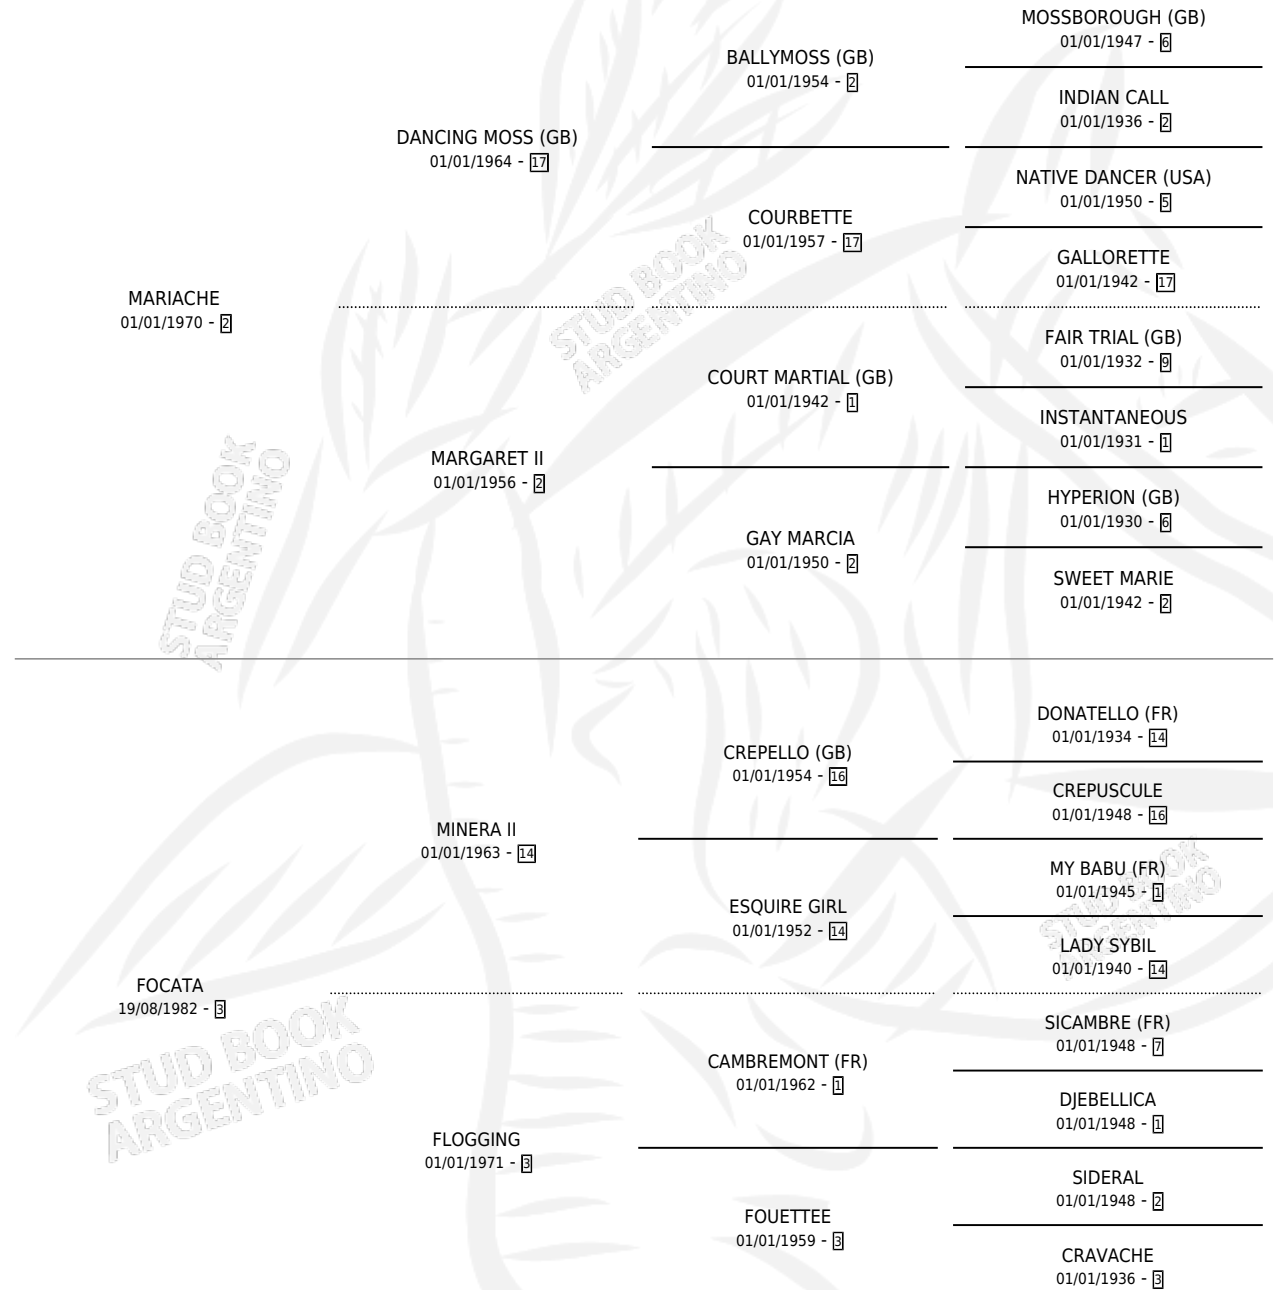 MOSSBOROUGH (GB)
01/01/1947 - 6
BALLYMOSS (GB)
01/01/1954 - 2
INDIAN CALL
01/01/1936 - 2
DANCING MOSS (GB)
01/01/1964 - 17
NATIVE DANCER (USA)
01/01/1950 - 5
COURBETTE
01/01/1957 - 17
GALLORETTE
01/01/1942 - 17
MARIACHE
01/01/1970 - 2
FAIR TRIAL (GB)
01/01/1932 - 9
COURT MARTIAL (GB)
01/01/1942 - 1
INSTANTANEOUS
01/01/1931 - 1
MARGARET II
01/01/1956 - 2
HYPERION (GB)
01/01/1930 - 6
GAY MARCIA
01/01/1950 - 2
SWEET MARIE
01/01/1942 - 2
DONATELLO (FR)
01/01/1934 - 14
CREPELLO (GB)
01/01/1954 - 16
CREPUSCULE
01/01/1948 - 16
MINERA II
01/01/1963 - 14
MY BABU (FR)
01/01/1945 - 1
ESQUIRE GIRL
01/01/1952 - 14
LADY SYBIL
01/01/1940 - 14
FOCATA
19/08/1982 - 3
SICAMBRE (FR)
01/01/1948 - 7
CAMBREMONT (FR)
01/01/1962 - 1
DJEBELLICA
01/01/1948 - 1
FLOGGING
01/01/1971 - 3
SIDERAL
01/01/1948 - 2
FOUETTEE
01/01/1959 - 3
CRAVACHE
01/01/1936 - 3
STUD BOOK
ARGENTINO
STUD BOOK
ARGENTINO
STUD BOOK
ARGENTINO
STUD BOOK
ARGENTINO